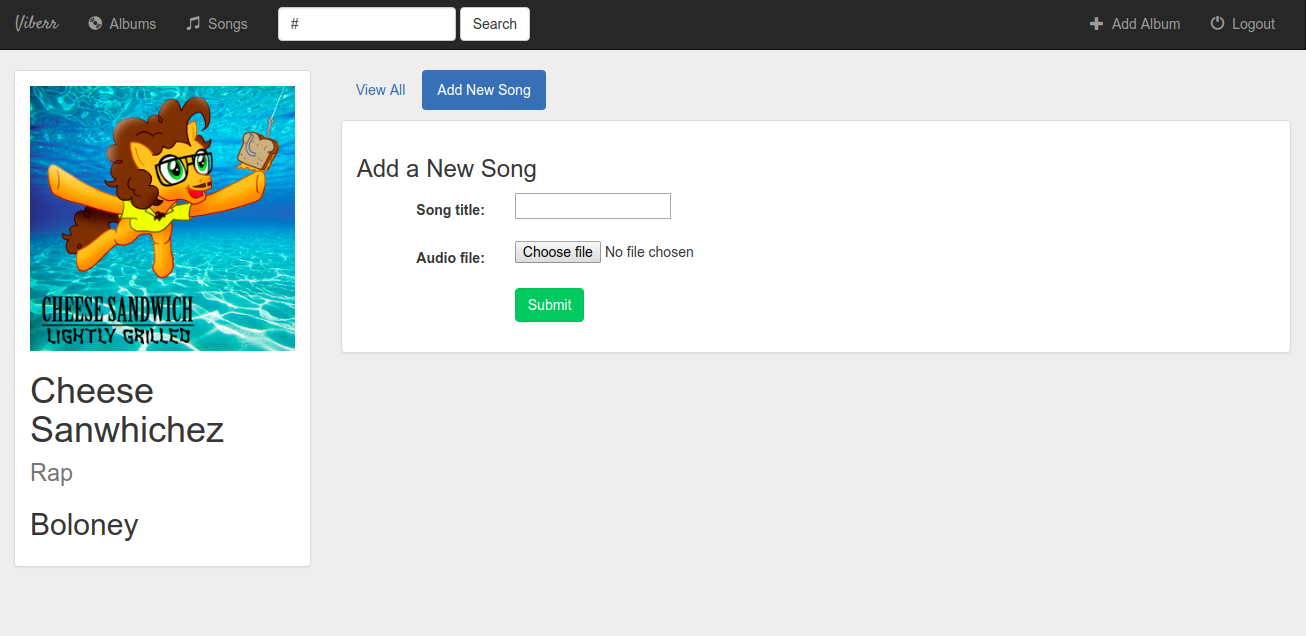 Viberr Albums Songs # Search Add Album Logout
View All Add New Song
CHEESE SANDWICH
LIGHTLY GRILLED
Cheese
Sanwhichez
Rap
Boloney
Add a New Song
Song title:
Audio file: Choose file No file chosen
Submit